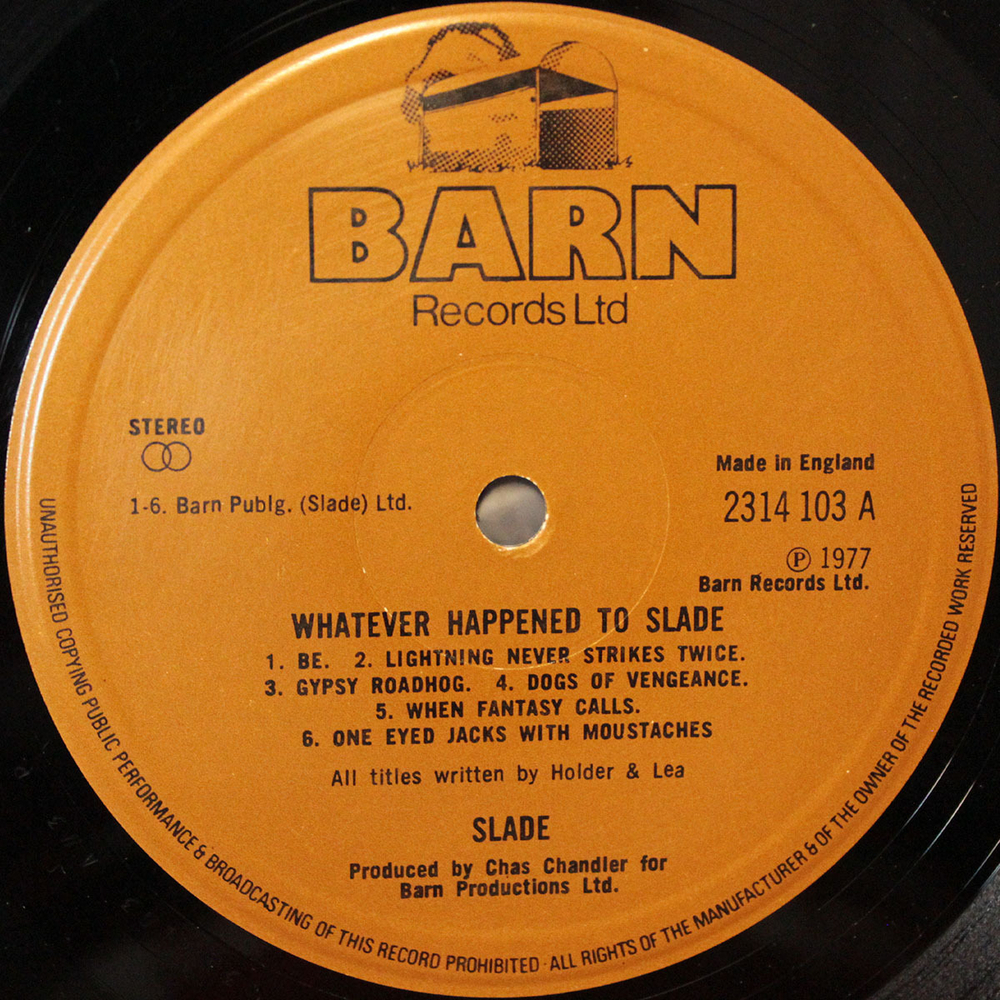 BARN
Records Ltd
STEREO
1-6. Barn Publg. (Slade) Ltd.
Made in England
2314 103 A
℗ 1977
Barn Records Ltd.
WHATEVER HAPPENED TO SLADE
1. BE. 2. LIGHTNING NEVER STRIKES TWICE.
3. GYPSY ROADHOG. 4. DOGS OF VENGEANCE.
5. WHEN FANTASY CALLS.
6. ONE EYED JACKS WITH MOUSTACHES
All titles written by Holder & Lea
SLADE
Produced by Chas Chandler for
Barn Productions Ltd.
UNAUTHORISED COPYING PUBLIC PERFORMANCE & BROADCASTING OF THIS RECORD PROHIBITED · ALL RIGHTS OF THE MANUFACTURER & OF THE OWNER OF THE RECORDED WORK RESERVED